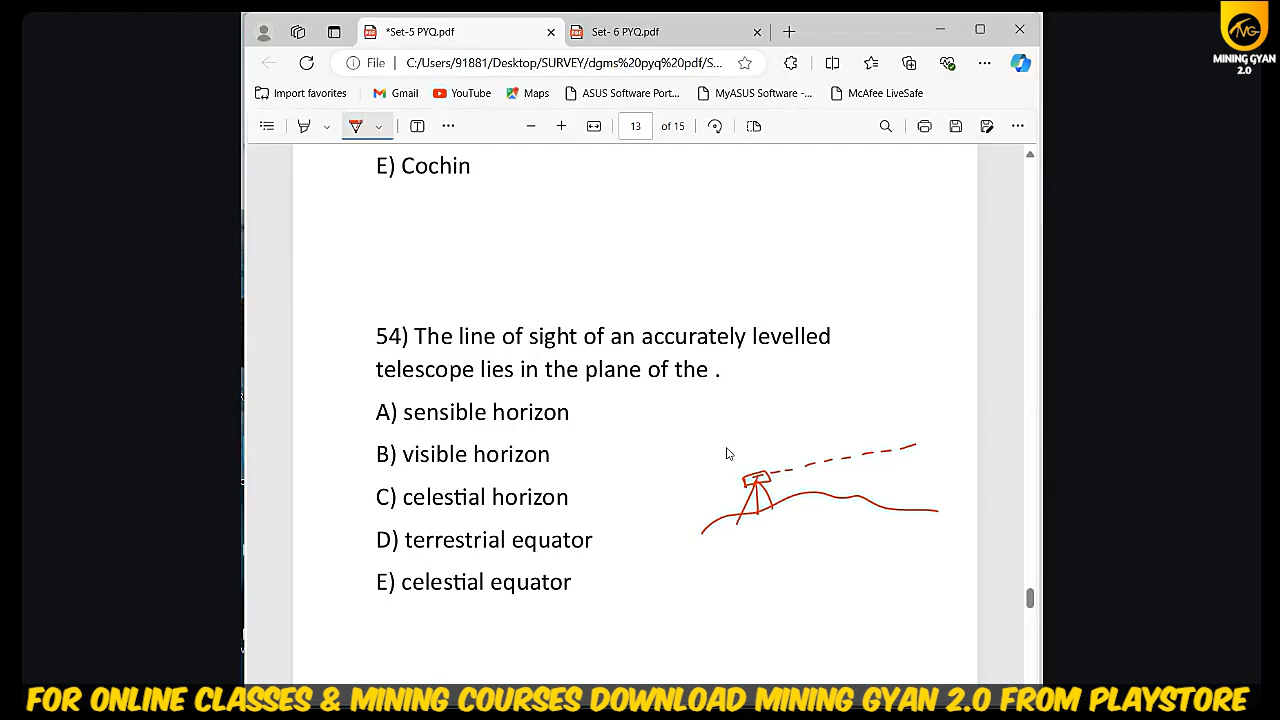 *Set-5 PYQ.pdf
Set- 6 PYQ.pdf
MINING GYAN
2.0
File
C:/Users/91881/Desktop/SURVEY/dgms%20pyq%20pdf/S...
Import favorites
Gmail
YouTube
Maps
ASUS Software Port...
MyASUS Software -...
McAfee LiveSafe
13 of 15
E) Cochin
54) The line of sight of an accurately levelled
telescope lies in the plane of the .
A) sensible horizon
B) visible horizon
C) celestial horizon
D) terrestrial equator
E) celestial equator
FOR ONLINE CLASSES & MINING COURSES DOWNLOAD MINING GYAN 2.0 FROM PLAYSTORE